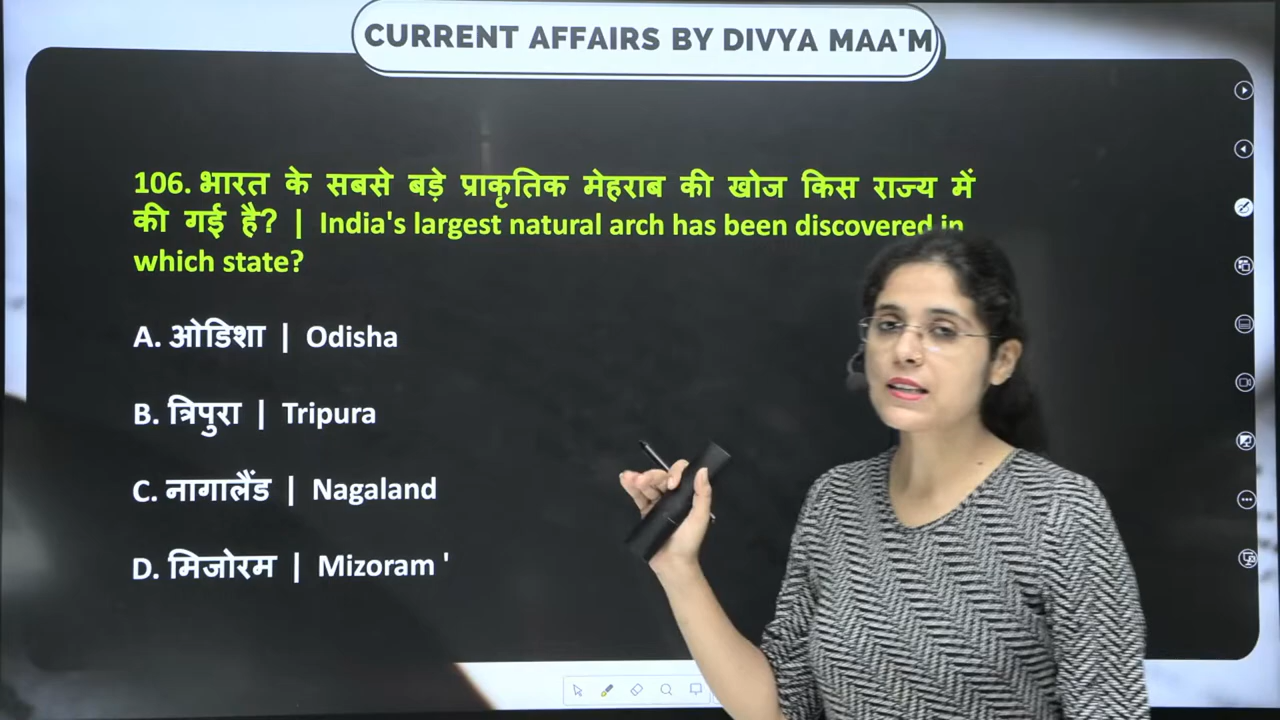 CURRENT AFFAIRS BY DIVYA MAA'M
106. भारत के सबसे बड़े प्राकृतिक मेहराब की खोज किस राज्य में
की गई है? | India's largest natural arch has been discovered in
which state?
A. ओडिशा | Odisha
B. त्रिपुरा | Tripura
C. नागालैंड | Nagaland
D. मिजोरम | Mizoram '